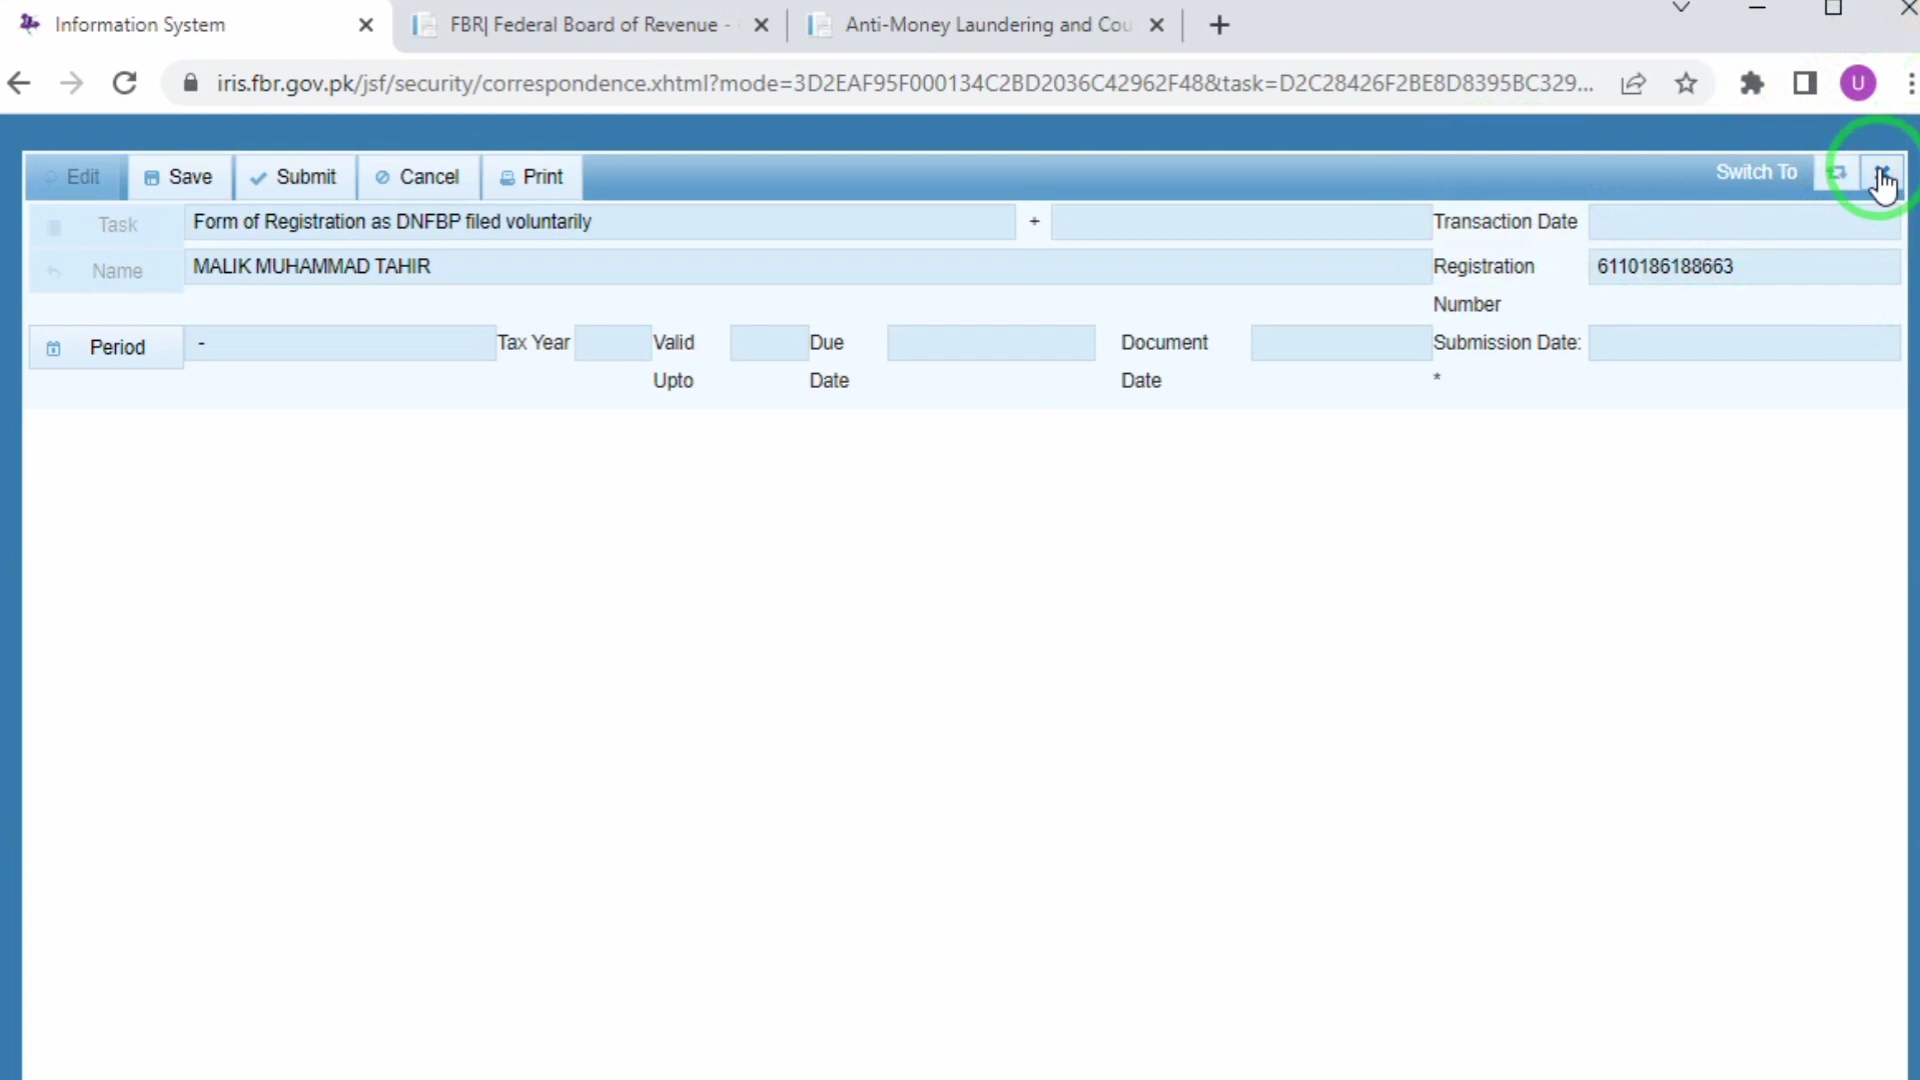 Information System
FBR| Federal Board of Revenue -
Anti-Money Laundering and Cou
iris.fbr.gov.pk/jsf/security/correspondence.xhtml?mode=3D2EAF95F000134C2BD2036C42962F48&task=D2C28426F2BE8D8395BC329...
U
Edit Save Submit Cancel Print Switch To
Task Form of Registration as DNFBP filed voluntarily + Transaction Date
Name MALIK MUHAMMAD TAHIR Registration Number 6110186188663
Period - Tax Year Valid Upto Due Date Document Date Submission Date: *